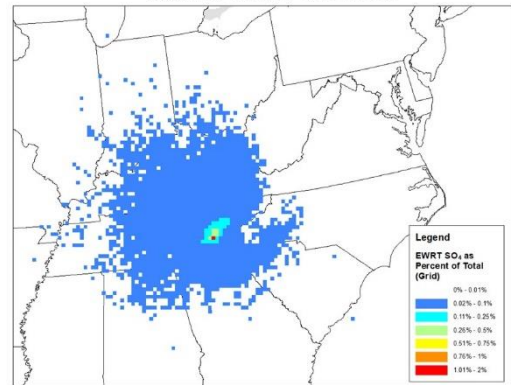 Legend
EWRT SO₄ as
Percent of Total
(Grid)
0% - 0.01%
0.02% - 0.1%
0.11% - 0.25%
0.26% - 0.5%
0.51% - 0.75%
0.76% - 1%
1.01% - 2%